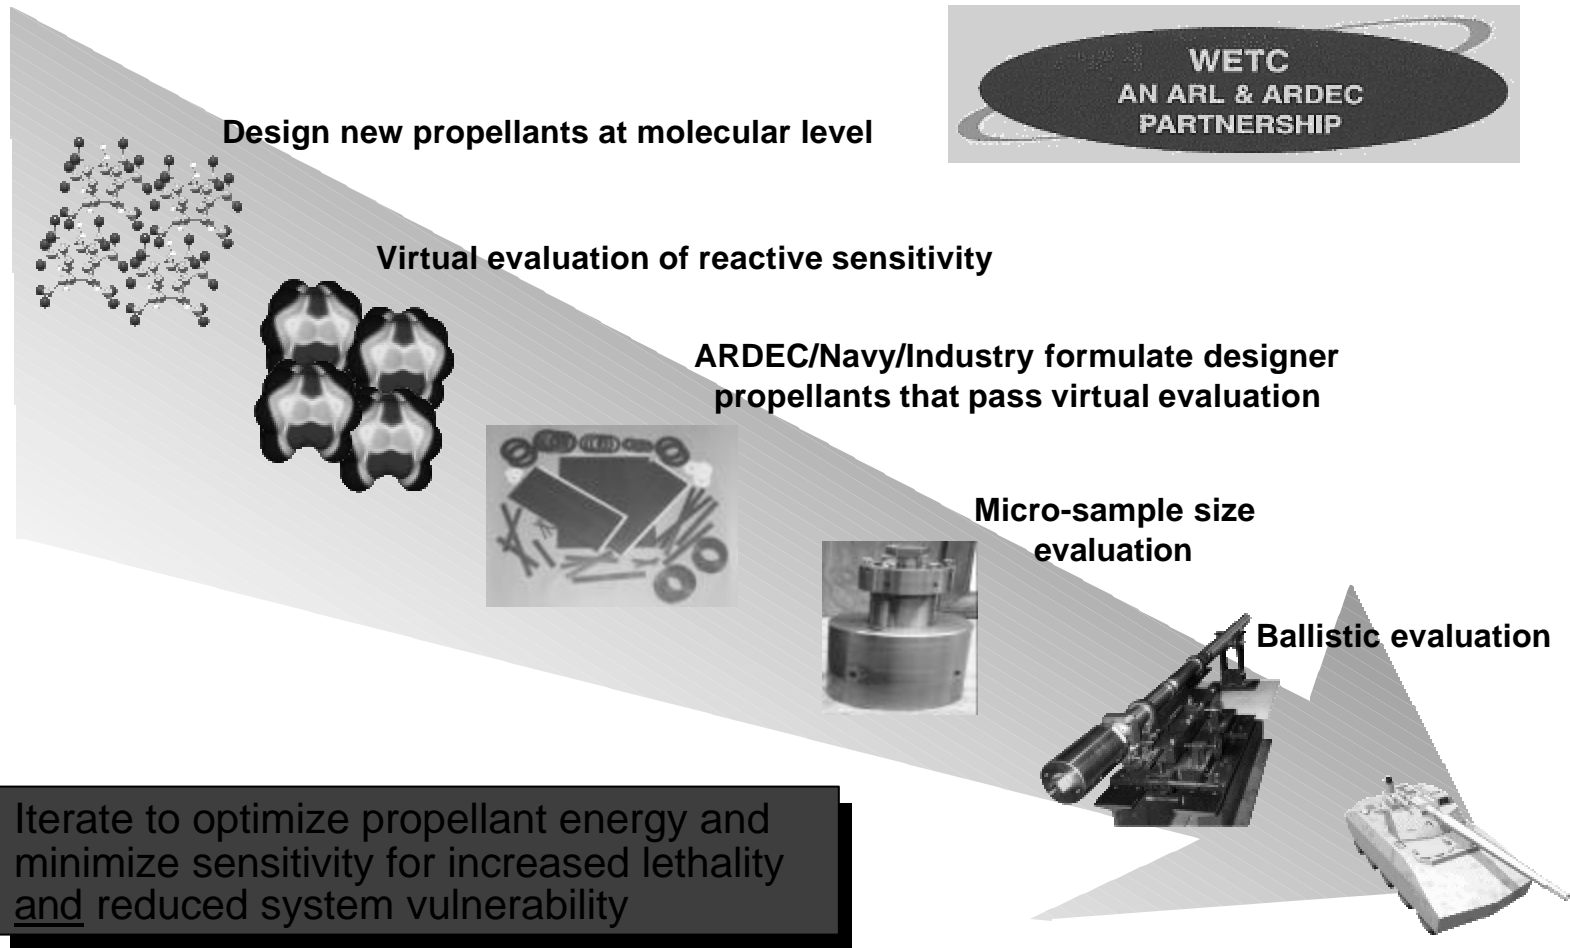 WETC
AN ARL & ARDEC
PARTNERSHIP
Design new propellants at molecular level
Virtual evaluation of reactive sensitivity
ARDEC/Navy/Industry formulate designer
propellants that pass virtual evaluation
Micro-sample size
evaluation
Ballistic evaluation
Iterate to optimize propellant energy and
minimize sensitivity for increased lethality
and reduced system vulnerability